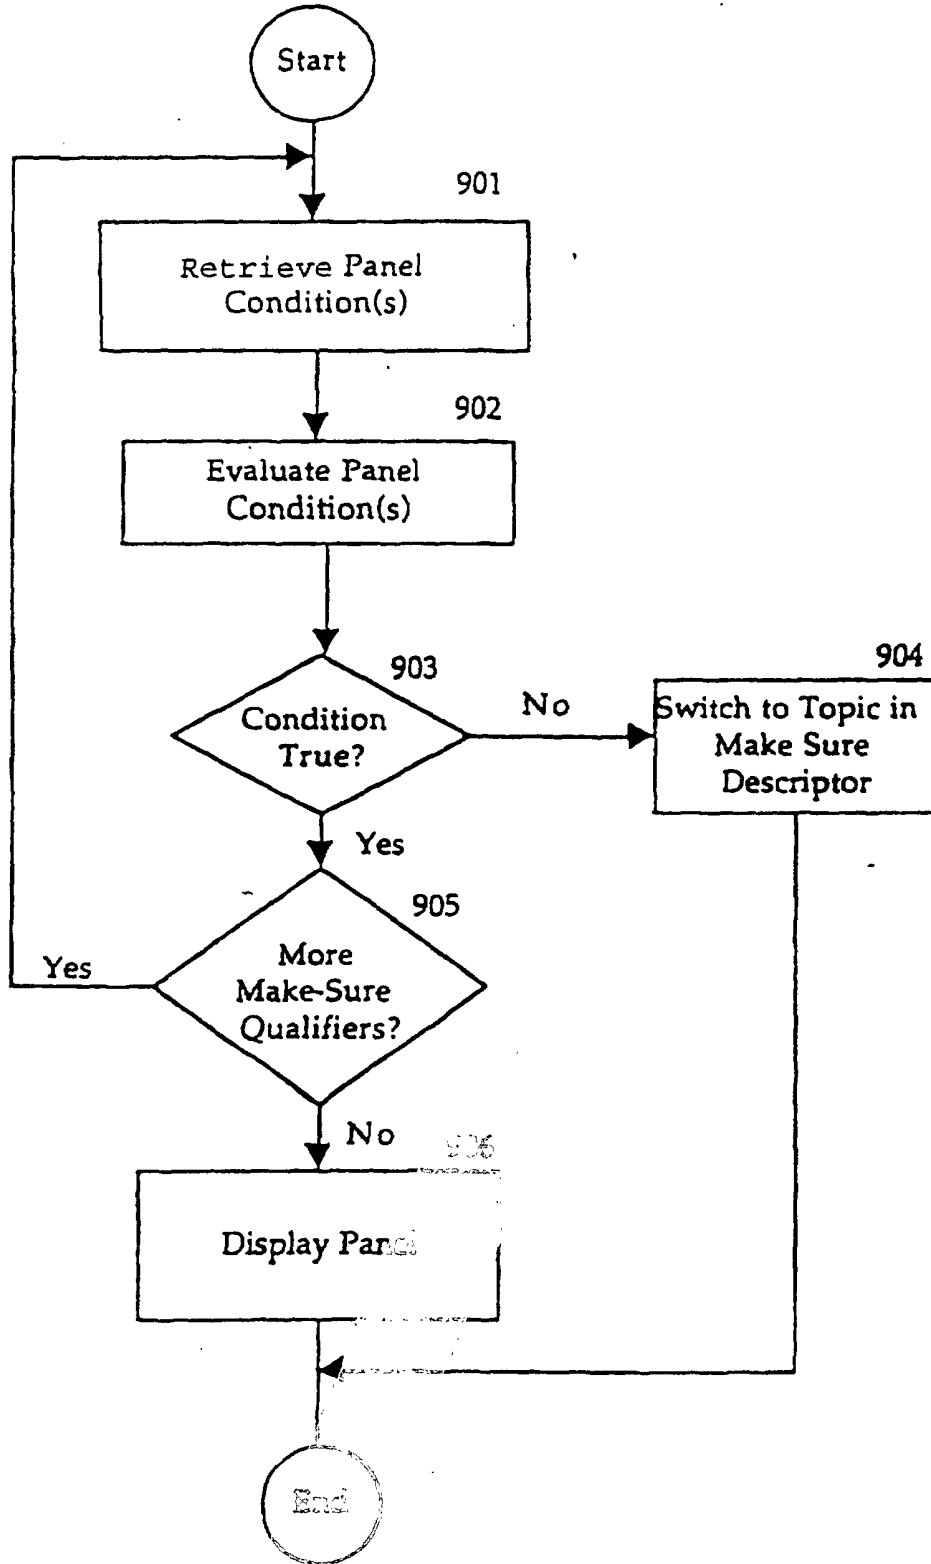 Start
901
Retrieve Panel
Condition(s)
902
Evaluate Panel
Condition(s)
903
Condition
True?
No
904
Switch to Topic in
Make Sure
Descriptor
Yes
905
More
Make-Sure
Qualifiers?
Yes
No
906
Display Panel
End